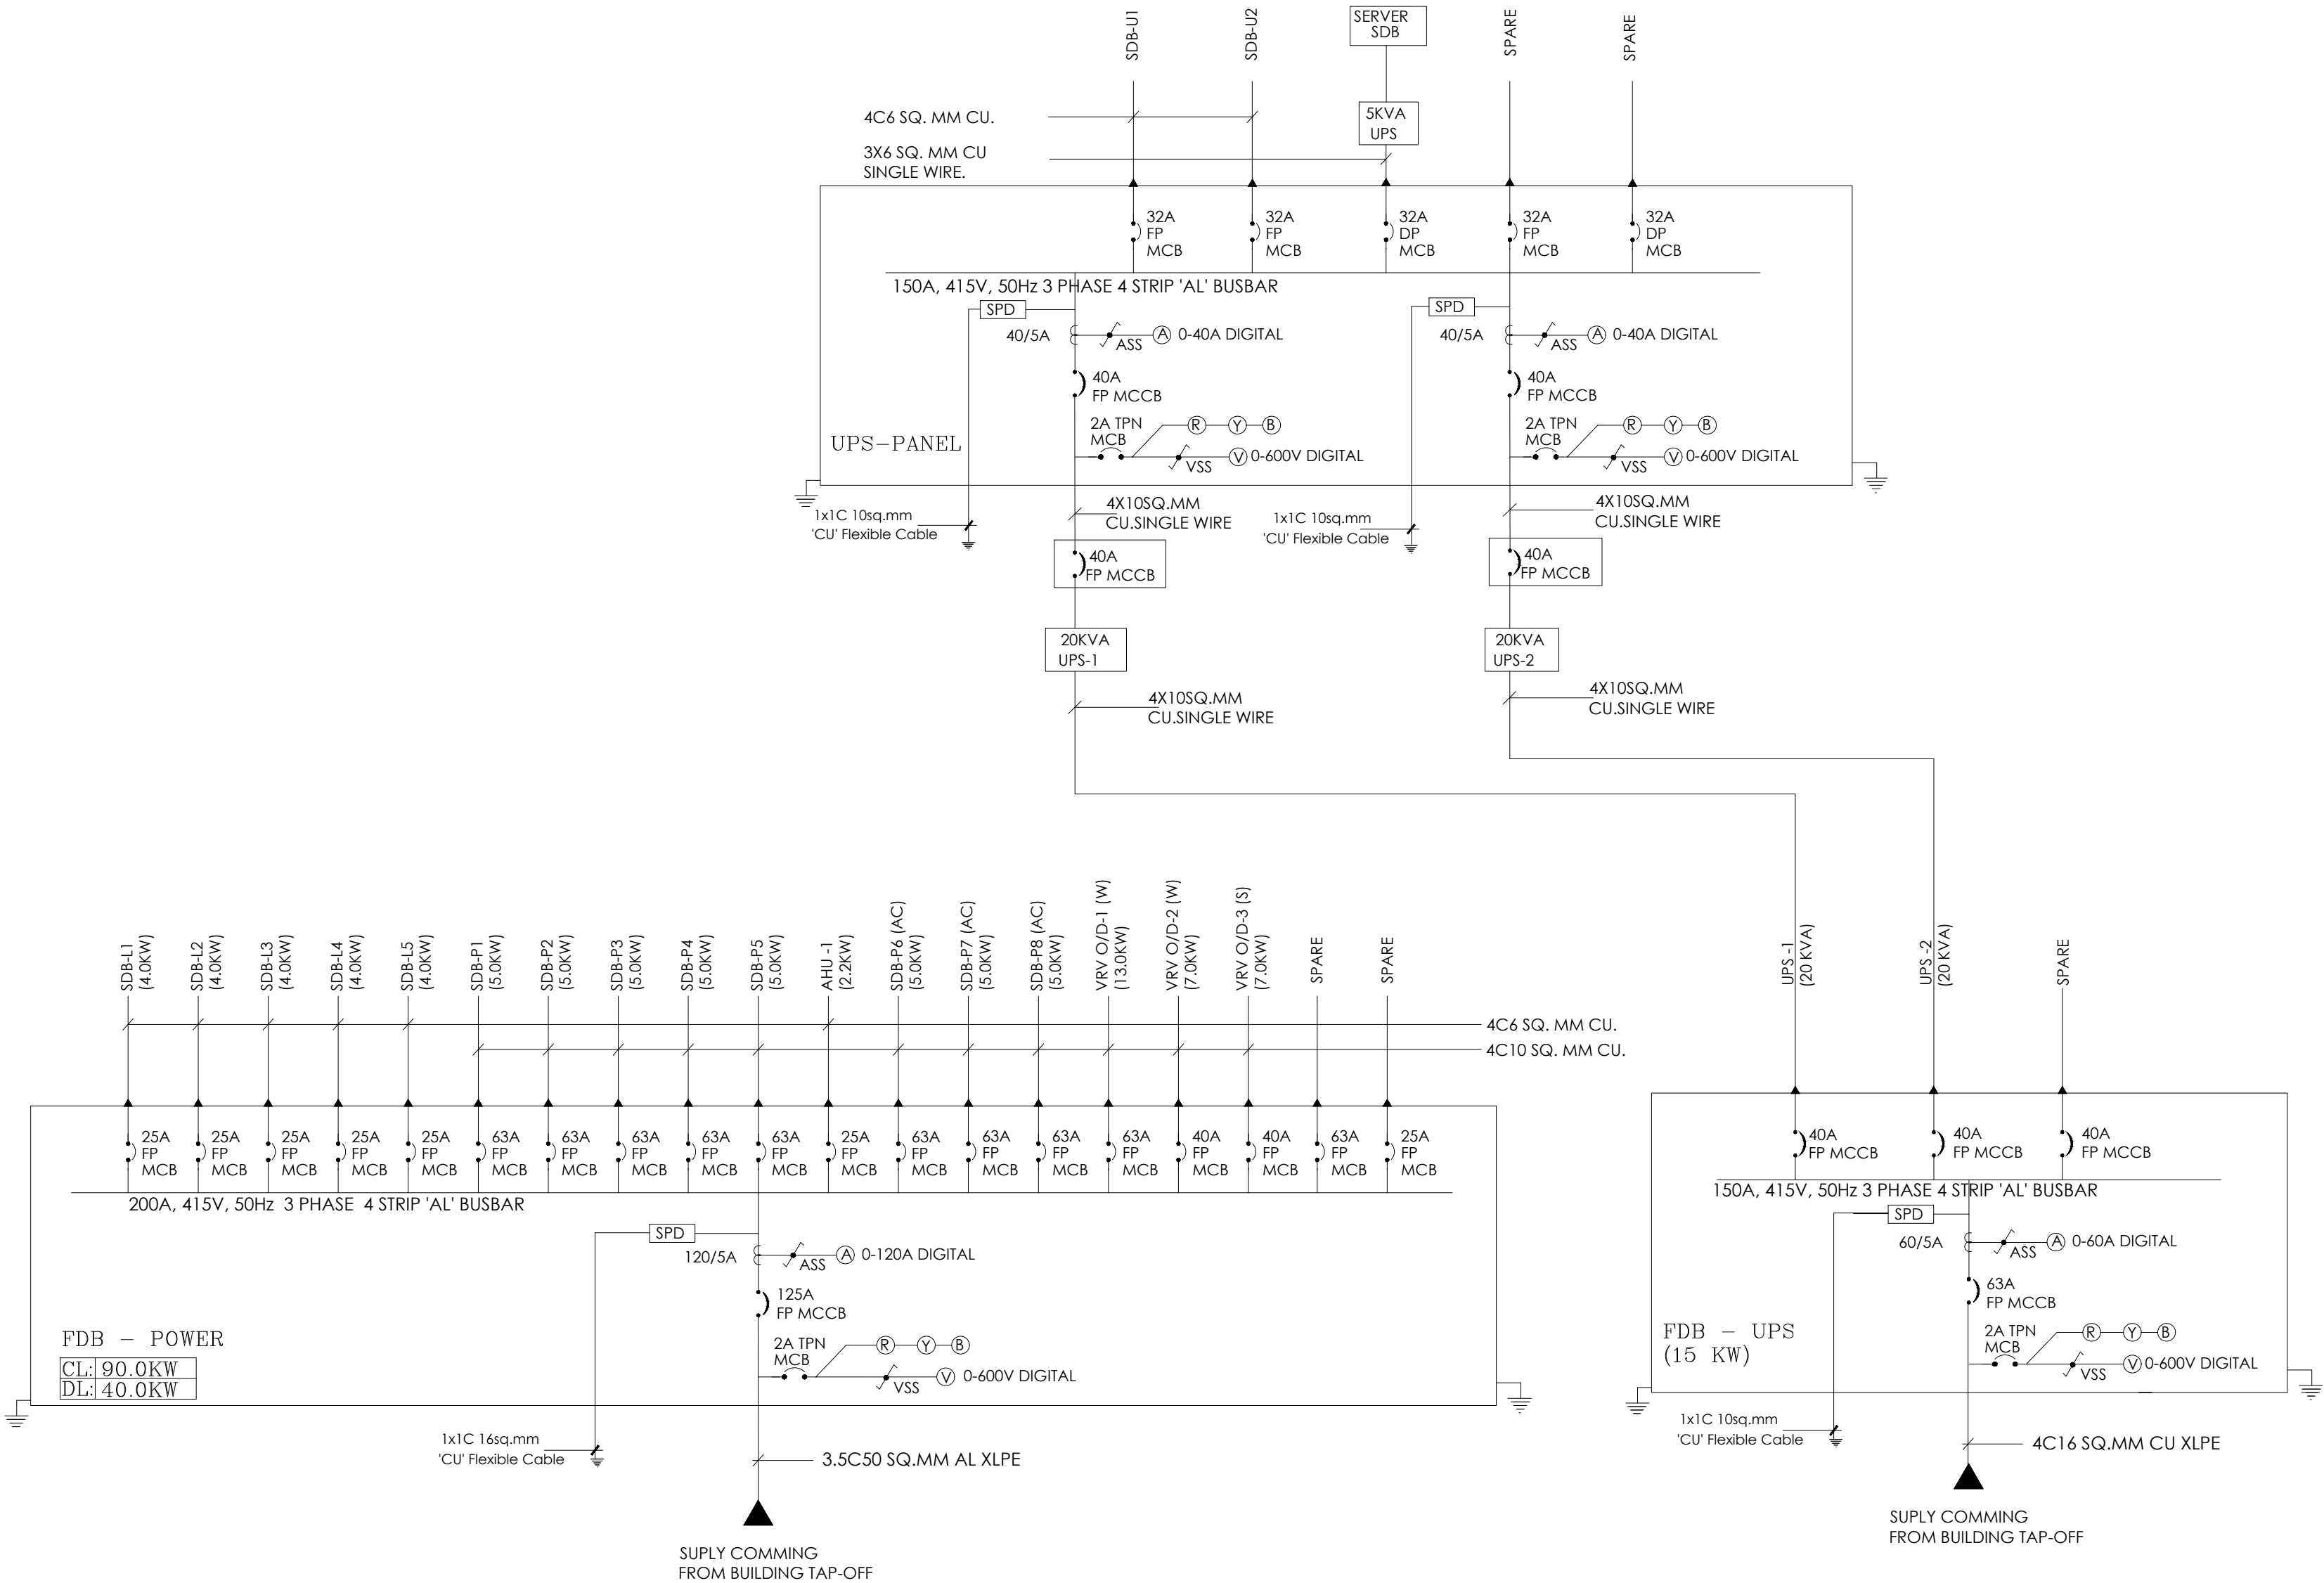 SDB-U1
SDB-U2
SERVER
SDB
SPARE
SPARE
4C6 SQ. MM CU.
5KVA
UPS
3X6 SQ. MM CU
SINGLE WIRE.
32A
FP
MCB
32A
FP
MCB
32A
DP
MCB
32A
FP
MCB
32A
DP
MCB
150A, 415V, 50Hz 3 PHASE 4 STRIP 'AL' BUSBAR
SPD
40/5A
ASS
A
0-40A DIGITAL
40A
FP MCCB
2A TPN
MCB
R
Y
B
VSS
V
0-600V DIGITAL
SPD
40/5A
ASS
A
0-40A DIGITAL
40A
FP MCCB
2A TPN
MCB
R
Y
B
VSS
V
0-600V DIGITAL
UPS-PANEL
1x1C 10sq.mm
'CU' Flexible Cable
4X10SQ.MM
CU.SINGLE WIRE
1x1C 10sq.mm
'CU' Flexible Cable
4X10SQ.MM
CU.SINGLE WIRE
40A
FP MCCB
40A
FP MCCB
20KVA
UPS-1
20KVA
UPS-2
4X10SQ.MM
CU.SINGLE WIRE
4X10SQ.MM
CU.SINGLE WIRE
SDB-L1
(4.0KW)
SDB-L2
(4.0KW)
SDB-L3
(4.0KW)
SDB-L4
(4.0KW)
SDB-L5
(4.0KW)
SDB-P1
(5.0KW)
SDB-P2
(5.0KW)
SDB-P3
(5.0KW)
SDB-P4
(5.0KW)
SDB-P5
(5.0KW)
AHU -1
(2.2KW)
SDB-P6 (AC)
(5.0KW)
SDB-P7 (AC)
(5.0KW)
SDB-P8 (AC)
(5.0KW)
VRV O/D-1 (W)
(13.0KW)
VRV O/D-2 (W)
(7.0KW)
VRV O/D-3 (S)
(7.0KW)
SPARE
SPARE
UPS -1
(20 KVA)
UPS -2
(20 KVA)
SPARE
4C6 SQ. MM CU.
4C10 SQ. MM CU.
25A
FP
MCB
25A
FP
MCB
25A
FP
MCB
25A
FP
MCB
25A
FP
MCB
63A
FP
MCB
63A
FP
MCB
63A
FP
MCB
63A
FP
MCB
63A
FP
MCB
25A
FP
MCB
63A
FP
MCB
63A
FP
MCB
63A
FP
MCB
63A
FP
MCB
40A
FP
MCB
40A
FP
MCB
63A
FP
MCB
25A
FP
MCB
200A, 415V, 50Hz  3 PHASE  4 STRIP 'AL' BUSBAR
SPD
120/5A
ASS
A
0-120A DIGITAL
125A
FP MCCB
2A TPN
MCB
R
Y
B
VSS
V
0-600V DIGITAL
FDB - POWER
CL: 90.0KW
DL: 40.0KW
1x1C 16sq.mm
'CU' Flexible Cable
3.5C50 SQ.MM AL XLPE
SUPLY COMMING
FROM BUILDING TAP-OFF
40A
FP MCCB
40A
FP MCCB
40A
FP MCCB
150A, 415V, 50Hz 3 PHASE 4 STRIP 'AL' BUSBAR
SPD
60/5A
ASS
A
0-60A DIGITAL
63A
FP MCCB
2A TPN
MCB
R
Y
B
VSS
V
0-600V DIGITAL
FDB - UPS
(15 KW)
1x1C 10sq.mm
'CU' Flexible Cable
4C16 SQ.MM CU XLPE
SUPLY COMMING
FROM BUILDING TAP-OFF